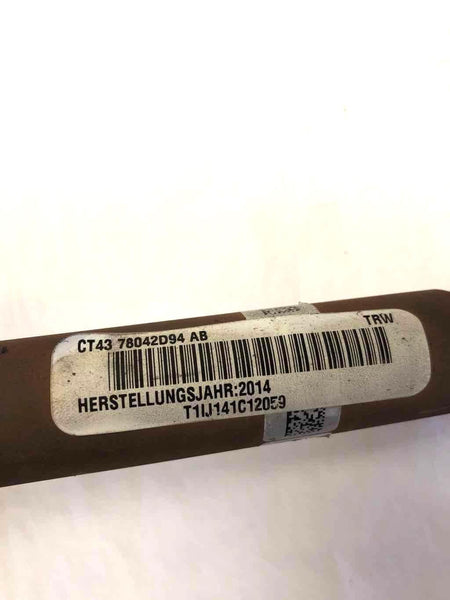 TRW
CT43 78042D94 AB
HERSTELLUNGSJAHR:2014
T1IJ141C12059